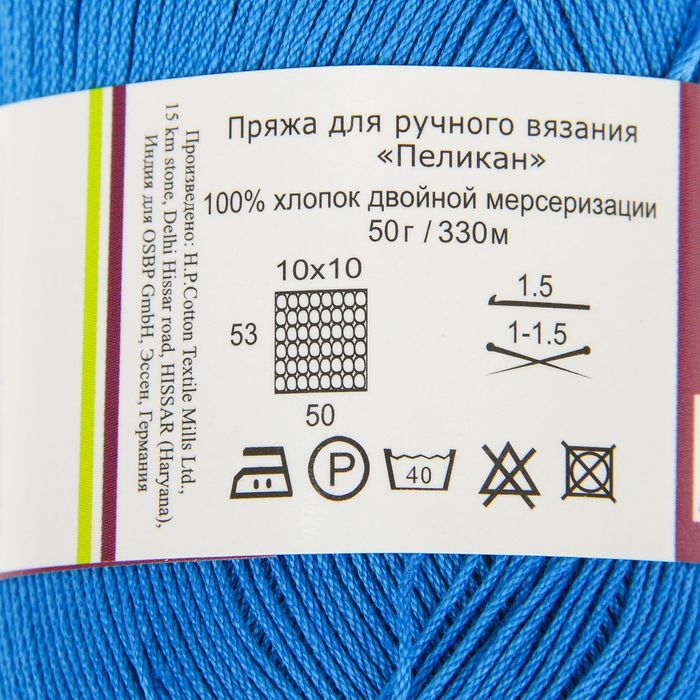 Пряжа для ручного вязания
«Пеликан»
100% хлопок двойной мерсеризации
50г / 330м
10x10
53
50
1.5
1-1.5
P
40
Произведено: H.P.Cotton Textile Mills Ltd.,
15 km stone, Delhi Hissar road, HISSAR (Haryana),
Индия для OSBP GmbH, Эссен, Германия